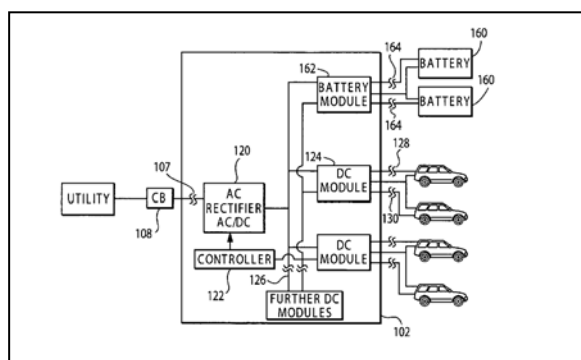 164
160
162
BATTERY
BATTERY
MODULE
160
BATTERY
164
120
124
128
107
DC
MODULE
UTILITY
CB
AC
RECTIFIER
AC/DC
130
108
CONTROLLER
DC
MODULE
122
126
FURTHER DC
MODULES
102